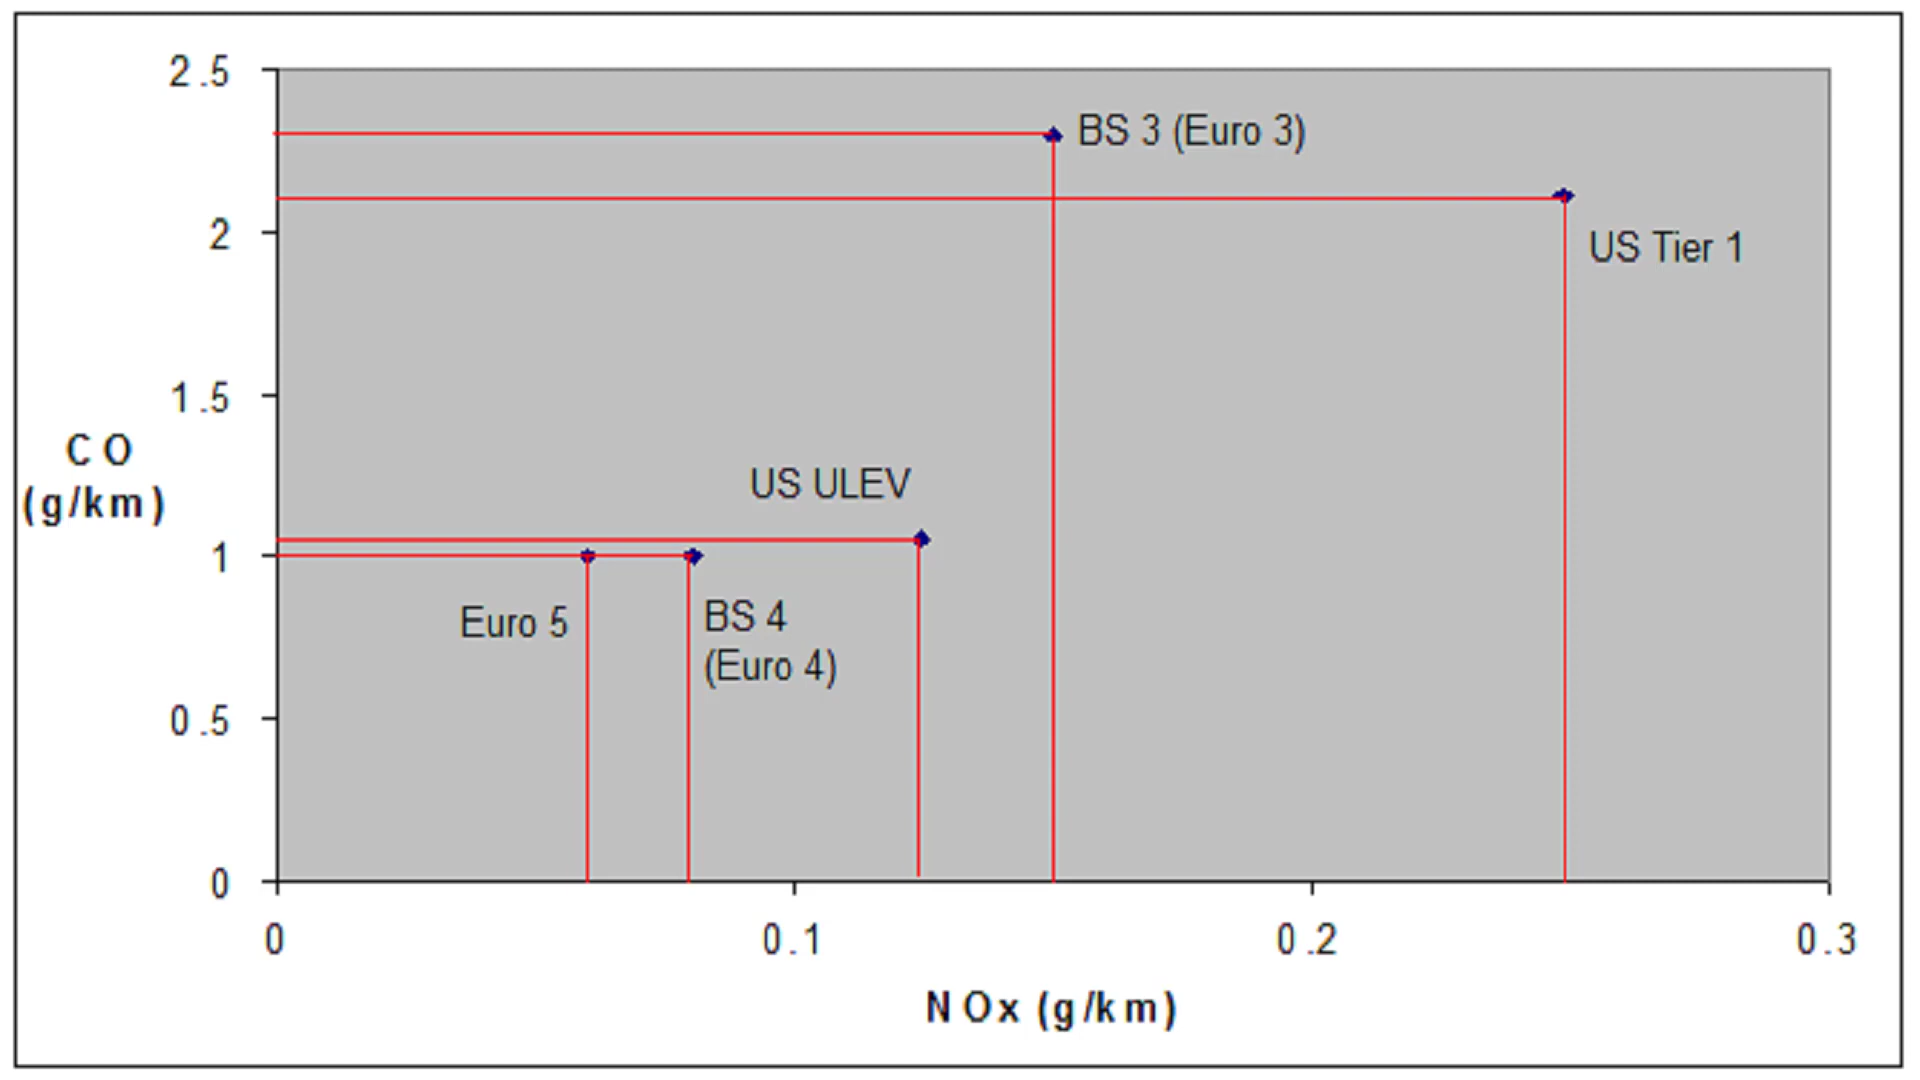 2.5
BS 3 (Euro 3)
2
US Tier 1
1.5
CO
(g/km)
US ULEV
1
Euro 5
BS 4
(Euro 4)
0.5
0
0
0.1
0.2
0.3
NOx (g/km)